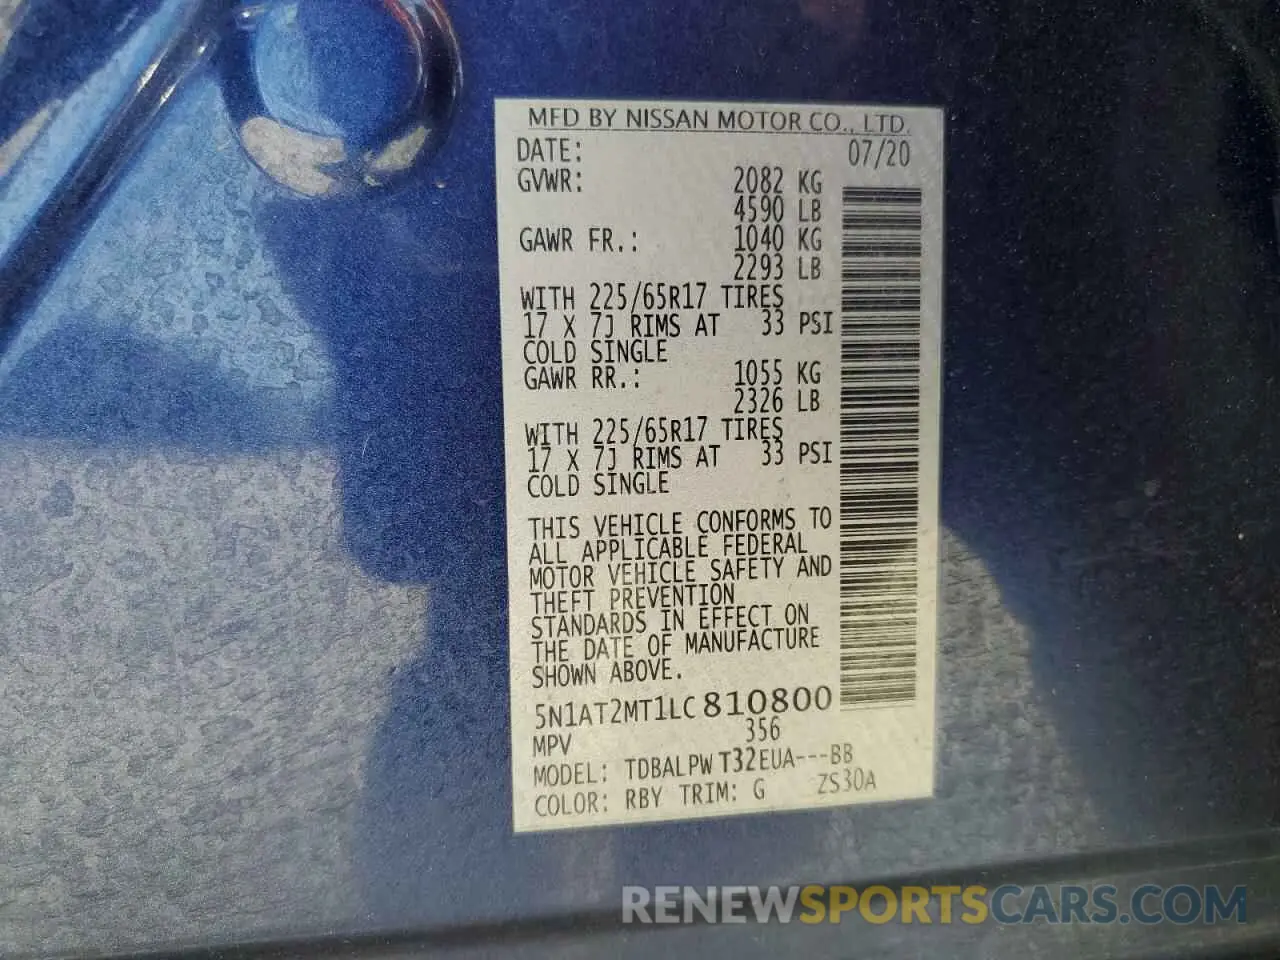 MFD BY NISSAN MOTOR CO., LTD.
DATE: 07/20
GVWR: 2082 KG
4590 LB
GAWR FR.: 1040 KG
2293 LB
WITH 225/65R17 TIRES
17 X 7J RIMS AT 33 PSI
COLD SINGLE
GAWR RR.: 1055 KG
2326 LB
WITH 225/65R17 TIRES
17 X 7J RIMS AT 33 PSI
COLD SINGLE
THIS VEHICLE CONFORMS TO
ALL APPLICABLE FEDERAL
MOTOR VEHICLE SAFETY AND
THEFT PREVENTION
STANDARDS IN EFFECT ON
THE DATE OF MANUFACTURE
SHOWN ABOVE.
5N1AT2MT1LC810800
MPV 356
MODEL: TDBALPW T32EUA---BB
COLOR: RBY TRIM: G ZS30A
RENEWSPORTSCARS.COM